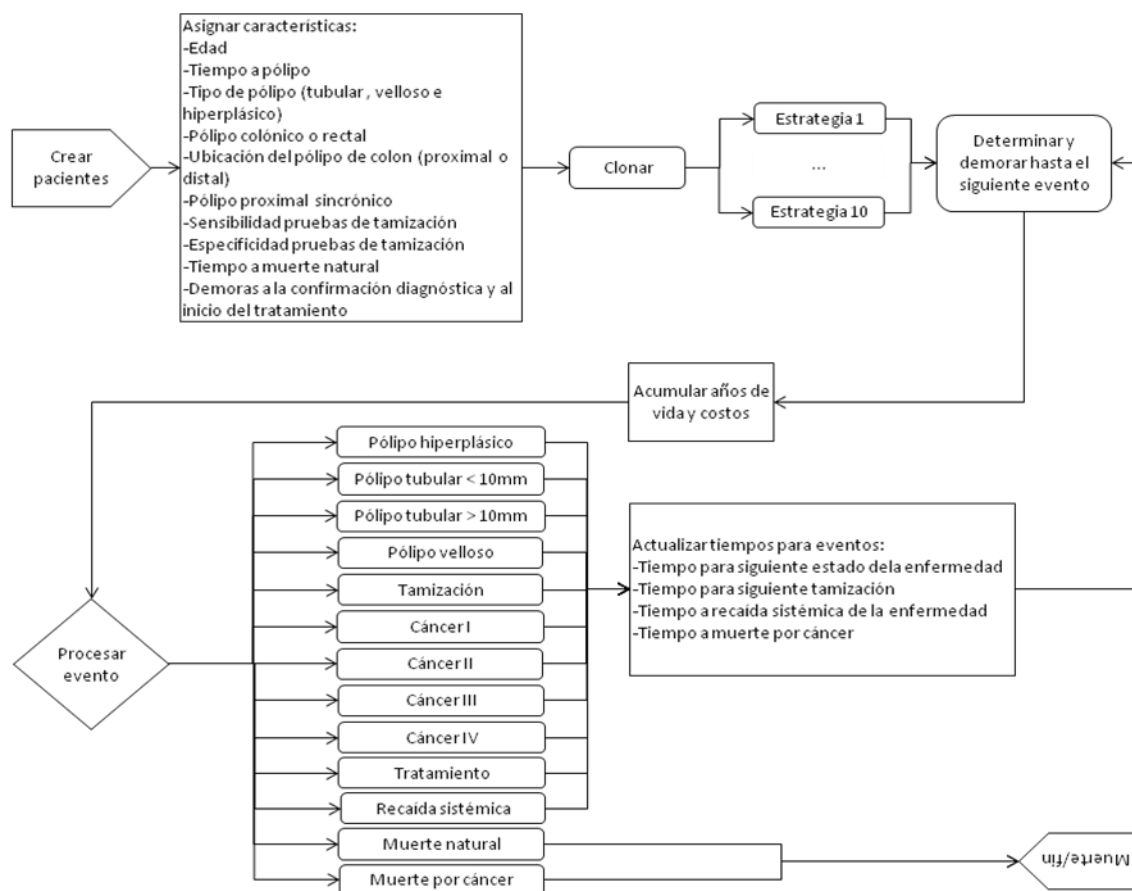 Crear
pacientes
Asignar características:
-Edad
-Tiempo a pólipo
-Tipo de pólipo (tubular , velloso e
hiperplásico)
-Pólipo colónico o rectal
-Ubicación del pólipo de colon (proximal o
distal)
-Pólipo proximal sincrónico
-Sensibilidad pruebas de tamización
-Especificidad pruebas de tamización
-Tiempo a muerte natural
-Demoras a la confirmación diagnóstica y al
inicio del tratamiento
Clonar
Estrategia 1
...
Estrategia 10
Determinar y
demorar hasta el
siguiente evento
Acumular años de
vida y costos
Procesar
evento
Pólipo hiperplásico
Pólipo tubular < 10mm
Pólipo tubular > 10mm
Pólipo velloso
Tamización
Cáncer I
Cáncer II
Cáncer III
Cáncer IV
Tratamiento
Recaída sistémica
Muerte natural
Muerte por cáncer
Actualizar tiempos para eventos:
-Tiempo para siguiente estado dela enfermedad
-Tiempo para siguiente tamización
-Tiempo a recaída sistémica de la enfermedad
-Tiempo a muerte por cáncer
Muerte/
fin